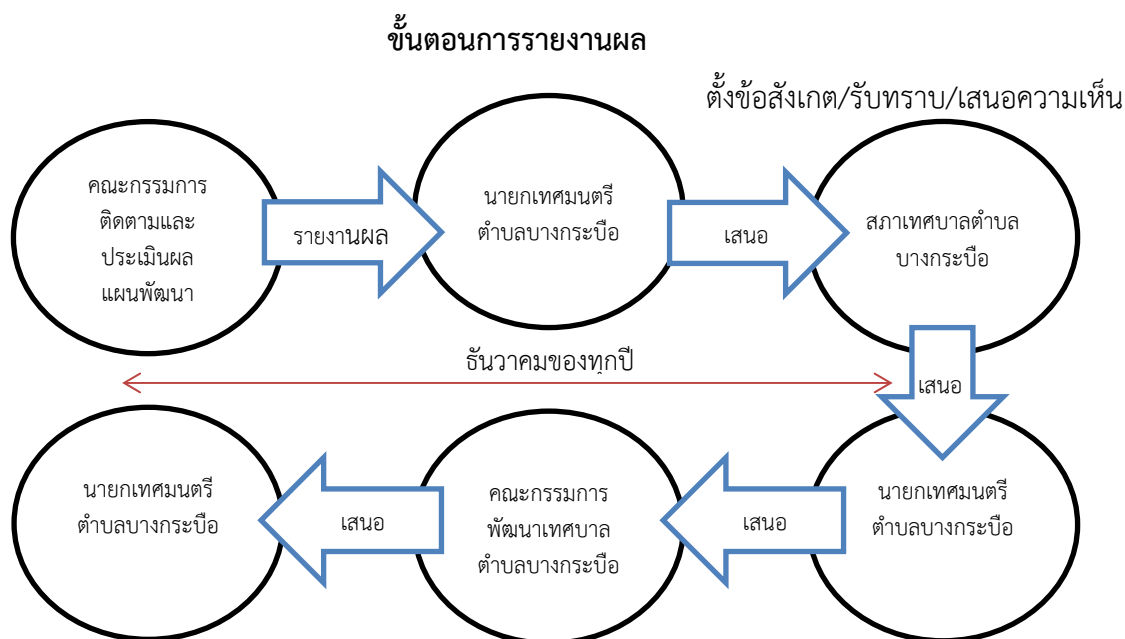 ขั้นตอนการรายงานผล
ตั้งข้อสังเกต/รับทราบ/เสนอความเห็น
คณะกรรมการ
ติดตามและ
ประเมินผล
แผนพัฒนา
รายงานผล
นายกเทศมนตรี
ตำบลบางกระบือ
เสนอ
สภาเทศบาลตำบล
บางกระบือ
ธันวาคมของทุกปี
เสนอ
นายกเทศมนตรี
ตำบลบางกระบือ
เสนอ
คณะกรรมการ
พัฒนาเทศบาล
ตำบลบางกระบือ
เสนอ
นายกเทศมนตรี
ตำบลบางกระบือ